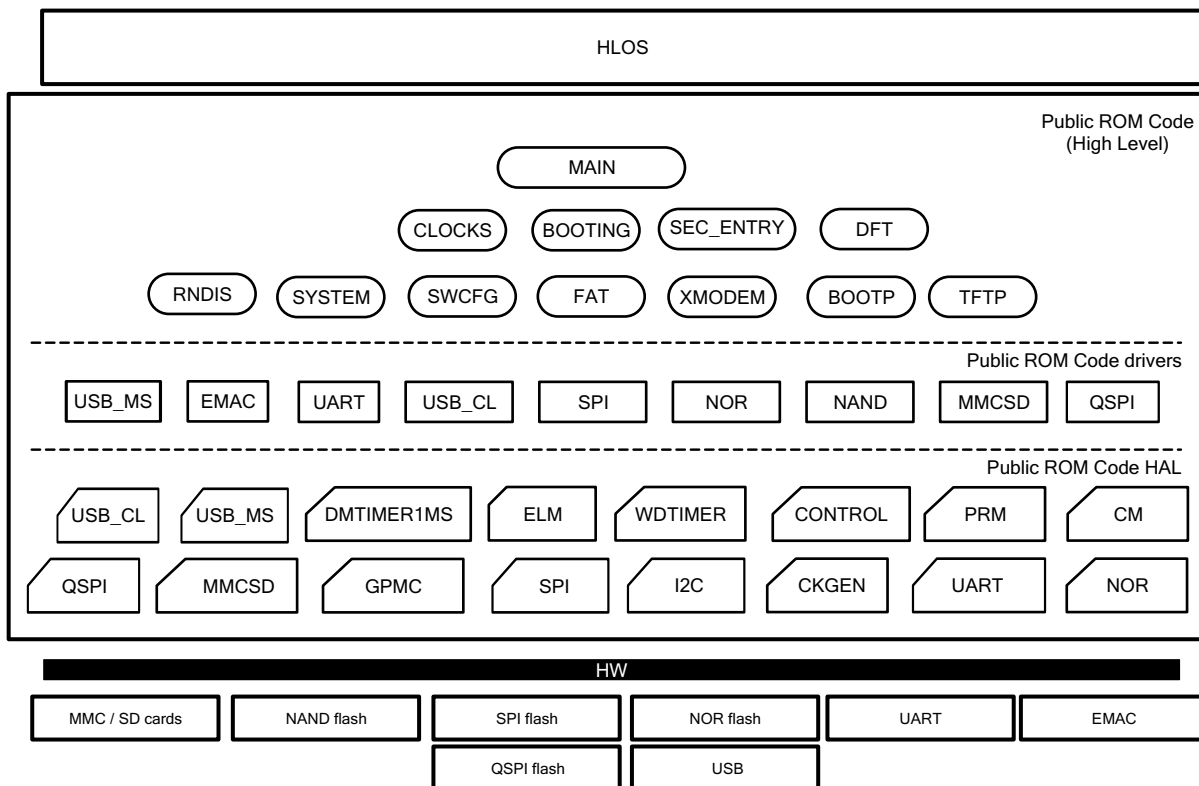 HLOS
Public ROM Code
(High Level)
MAIN
CLOCKS BOOTING SEC_ENTRY DFT
RNDIS SYSTEM SWCFG FAT XMODEM BOOTP TFTP
Public ROM Code drivers
USB_MS EMAC UART USB_CL SPI NOR NAND MMCSD QSPI
Public ROM Code HAL
USB_CL USB_MS DMTIMER1MS ELM WDTIMER CONTROL PRM CM
QSPI MMCSD GPMC SPI I2C CKGEN UART NOR
HW
MMC / SD cards NAND flash SPI flash NOR flash UART EMAC
QSPI flash USB